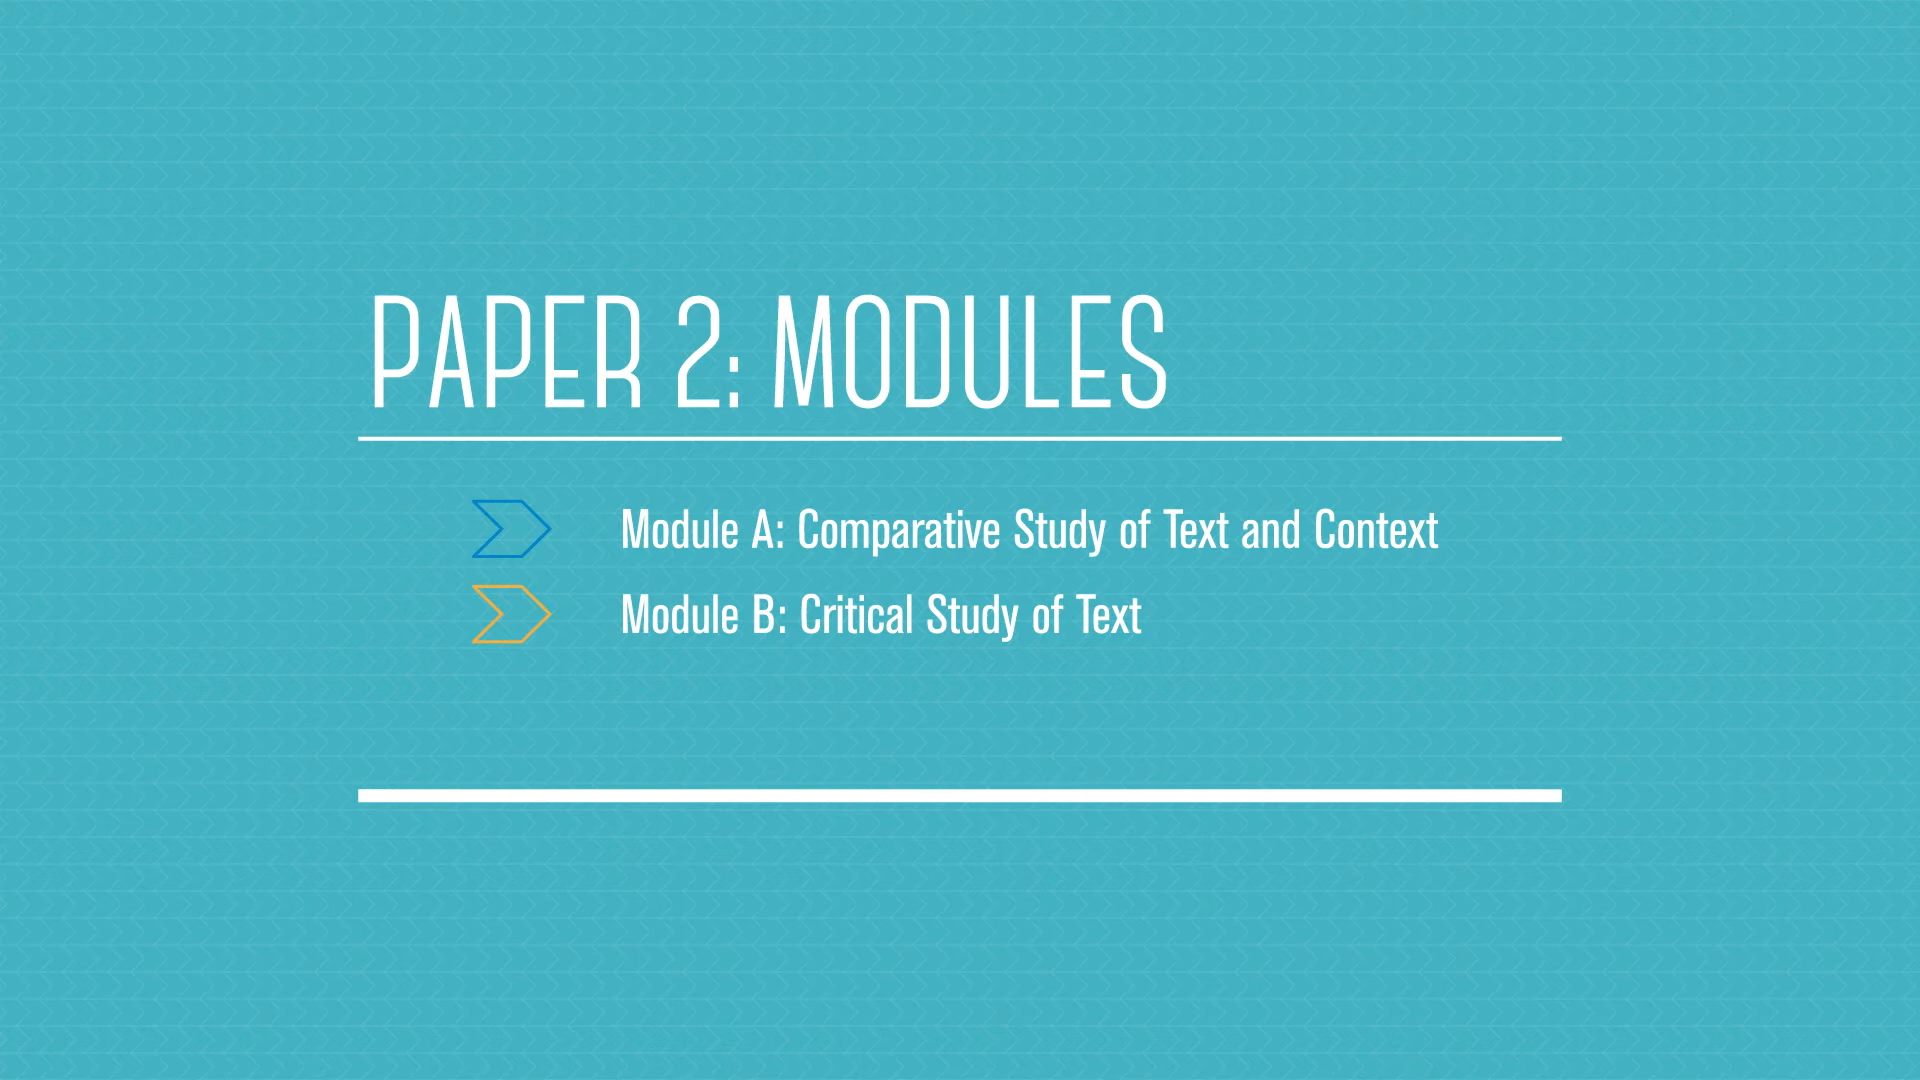 PAPER 2: MODULES
Module A: Comparative Study of Text and Context
Module B: Critical Study of Text